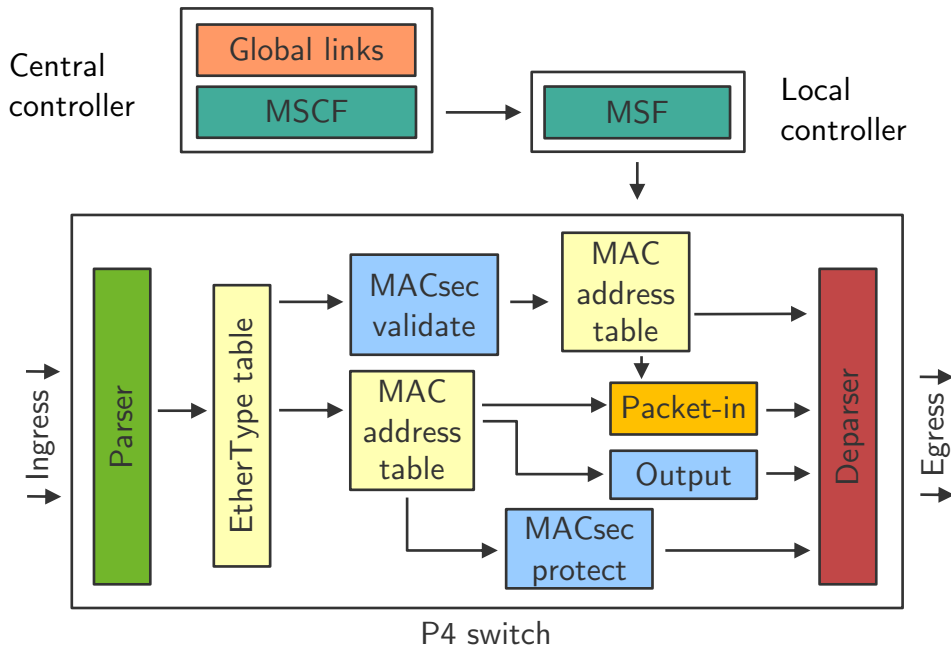 Global links
Central
controller
MSCF
MSF
Local
controller
MACsec
validate
MAC
address
table
Ingress
Parser
EtherType table
MAC
address
table
Packet-in
Output
MACsec
protect
Deparser
Egress
P4 switch